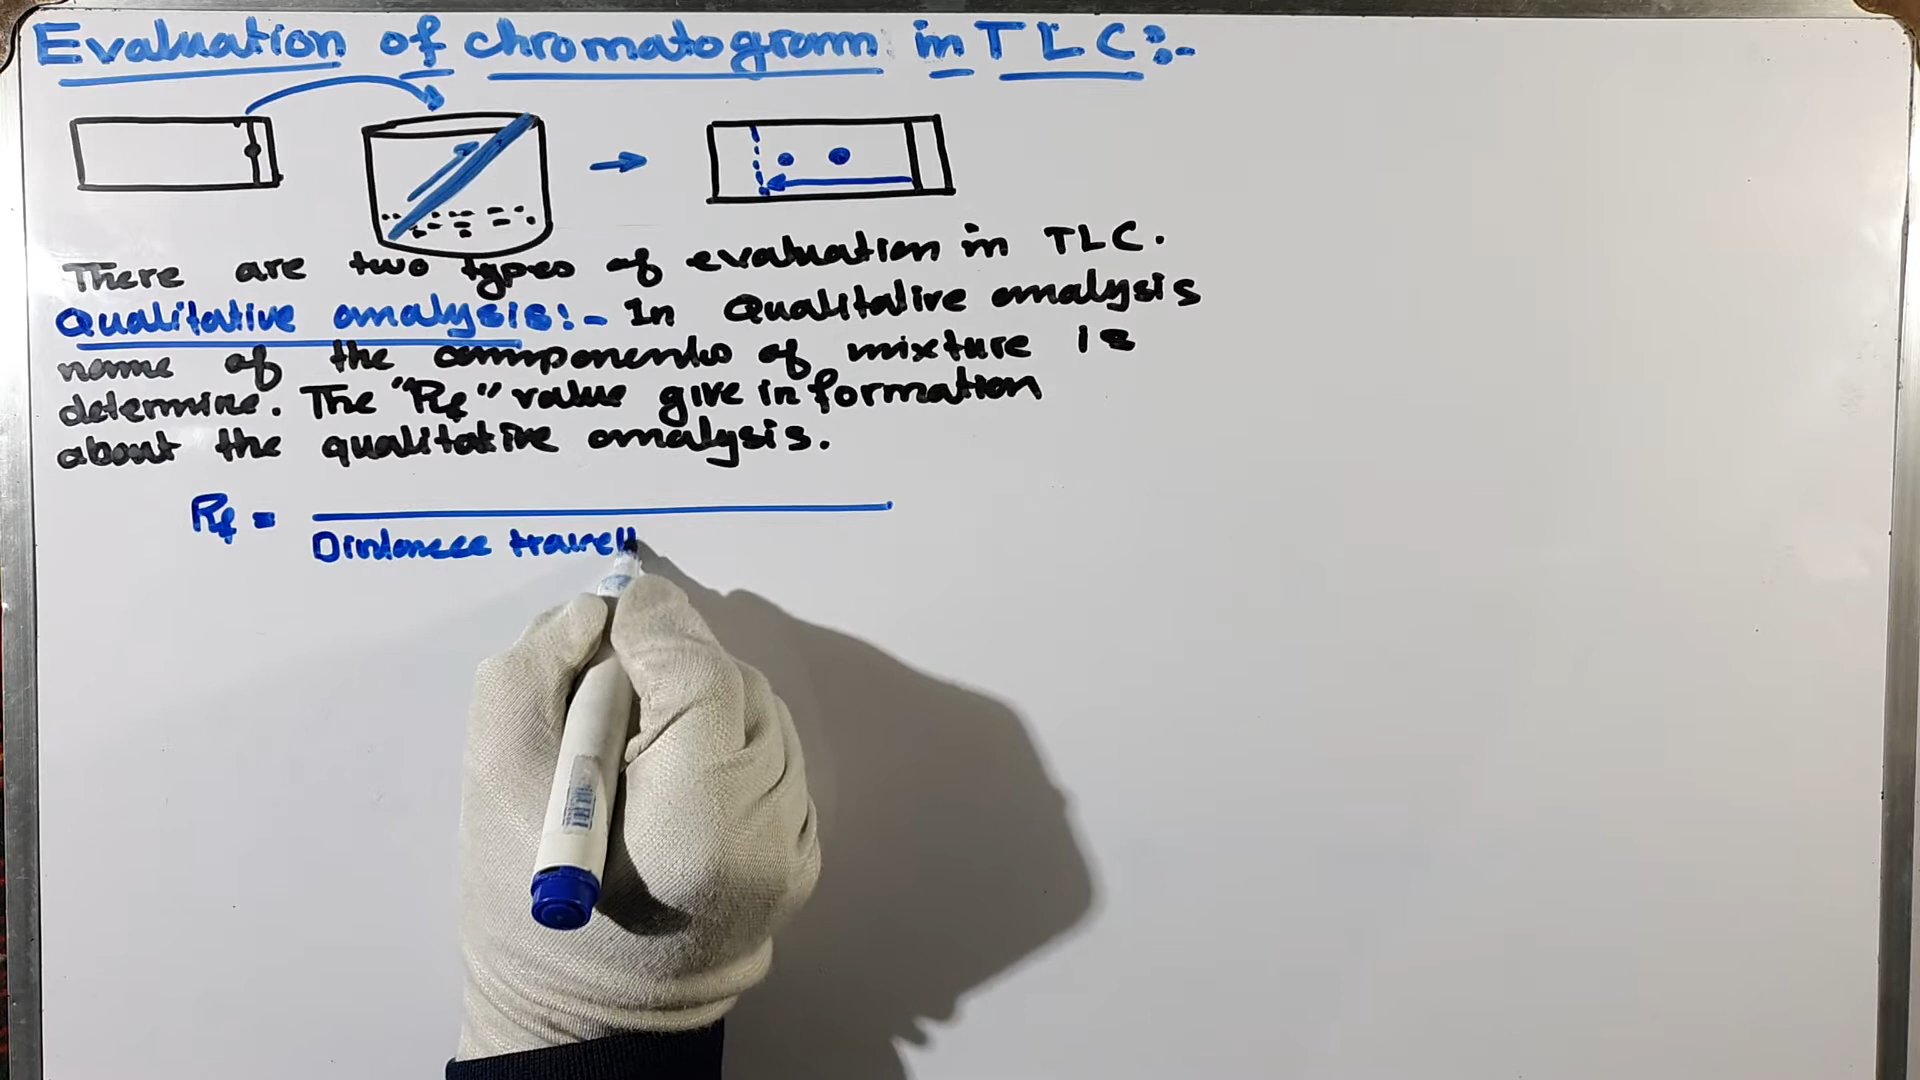 Evaluation of chromatogram in TLC:-
There are two types of evaluation in TLC.
Qualitative analysis:- In Qualitative analysis
name of the components of mixture is
determine. The "Rf" value give information
about the qualitative analysis.
Rf =
Distance travell